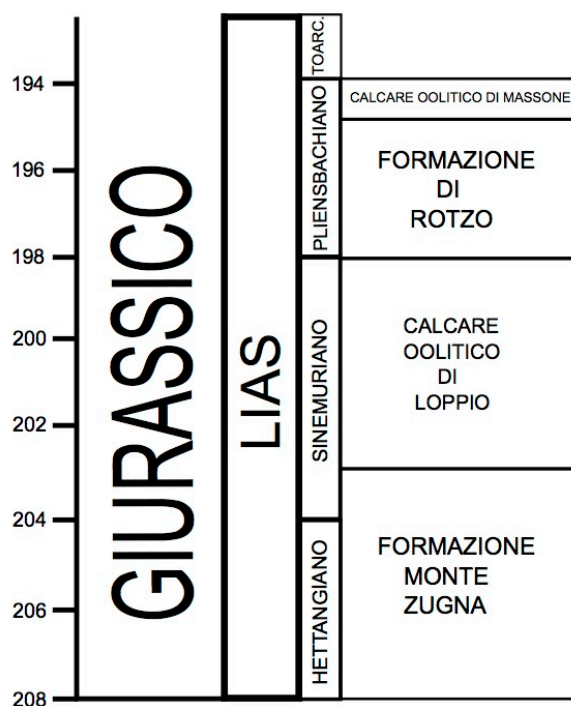 194
196
198
200
202
204
206
208
GIURASSICO
LIAS
TOARC.
PLIENSBACHIANO
SINEMURIANO
HETTANGIANO
CALCARE OOLITICO DI MASSONE
FORMAZIONE
DI
ROTZO
CALCARE
OOLITICO
DI
LOPPIO
FORMAZIONE
MONTE
ZUGNA